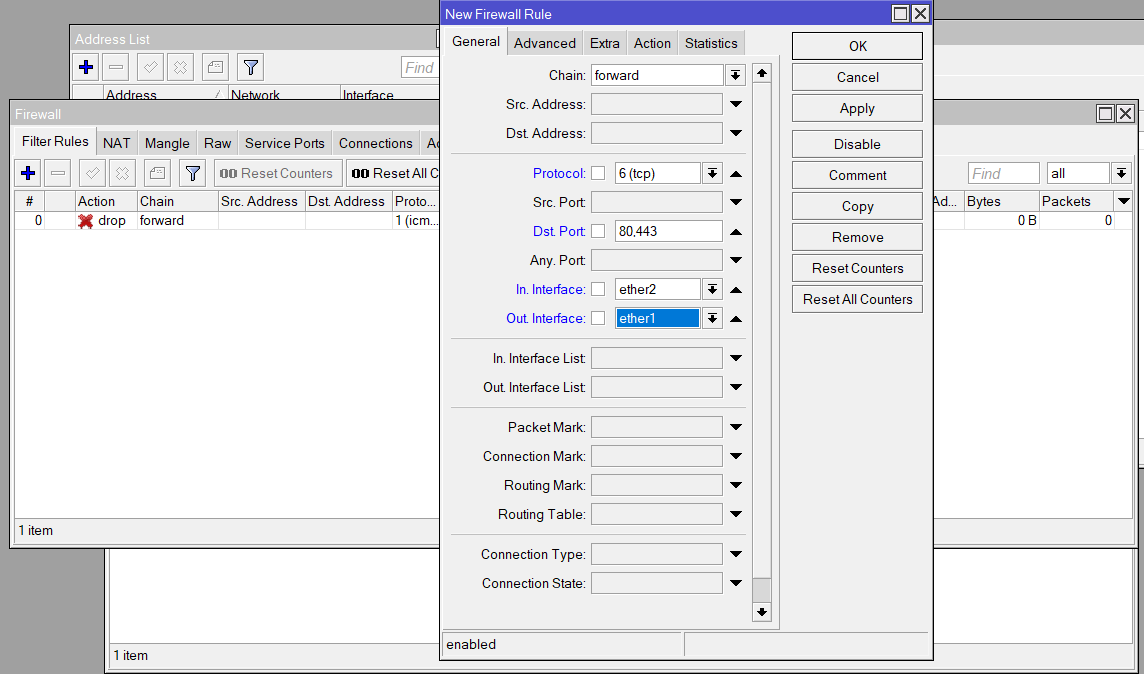 New Firewall Rule
Address List
Find
Address / Network Interface
Firewall
Filter Rules NAT Mangle Raw Service Ports Connections
Reset Counters Reset All C
Find all
# Action Chain Src. Address Dst. Address Proto... Ad... Bytes Packets
0 drop forward 1 (icm... 0 B 0
1 item
1 item
General Advanced Extra Action Statistics
Chain: forward
Src. Address:
Dst. Address:
Protocol: 6 (tcp)
Src. Port:
Dst. Port: 80,443
Any. Port:
In. Interface: ether2
Out. Interface: ether1
In. Interface List:
Out. Interface List:
Packet Mark:
Connection Mark:
Routing Mark:
Routing Table:
Connection Type:
Connection State:
enabled
OK
Cancel
Apply
Disable
Comment
Copy
Remove
Reset Counters
Reset All Counters